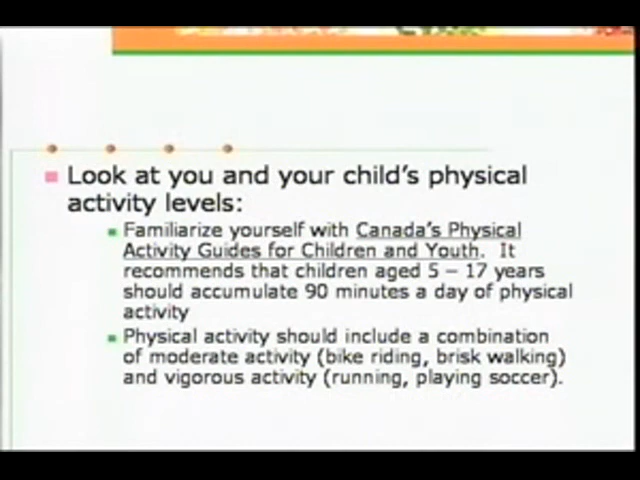 Look at you and your child's physical
activity levels:
Familiarize yourself with Canada's Physical
Activity Guides for Children and Youth. It
recommends that children aged 5 – 17 years
should accumulate 90 minutes a day of physical
activity
Physical activity should include a combination
of moderate activity (bike riding, brisk walking)
and vigorous activity (running, playing soccer).